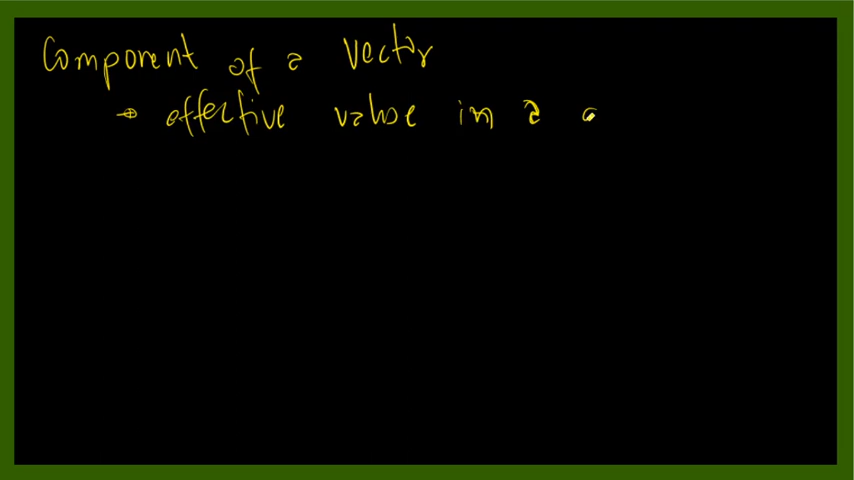 Component of a vector
→ effective value in a